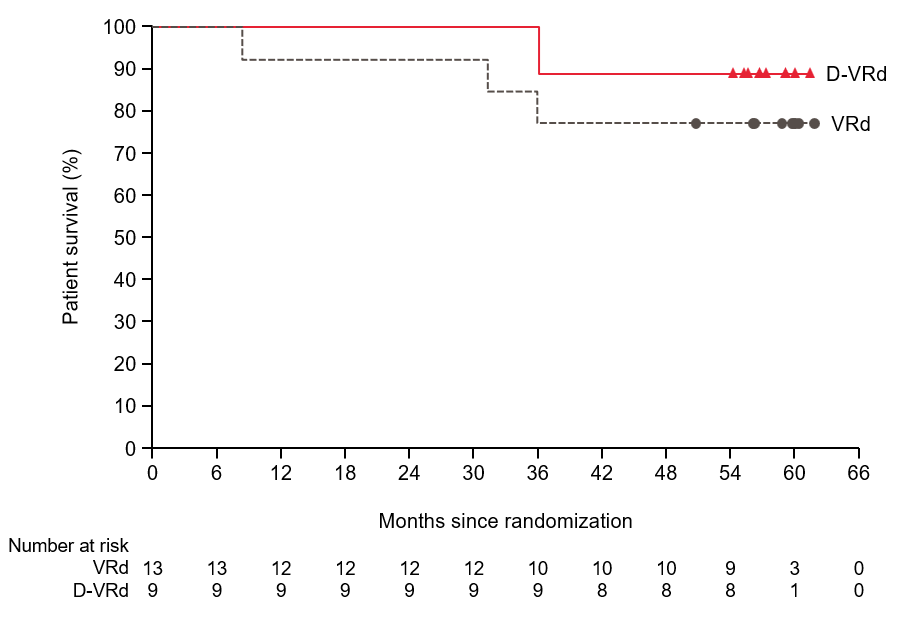 100
90
80
70
60
50
40
30
20
10
0
Patient survival (%)
D-VRd
VRd
0 6 12 18 24 30 36 42 48 54 60 66
Months since randomization
Number at risk
VRd 13 13 12 12 12 12 10 10 10 9 3 0
D-VRd 9 9 9 9 9 9 9 8 8 8 1 0